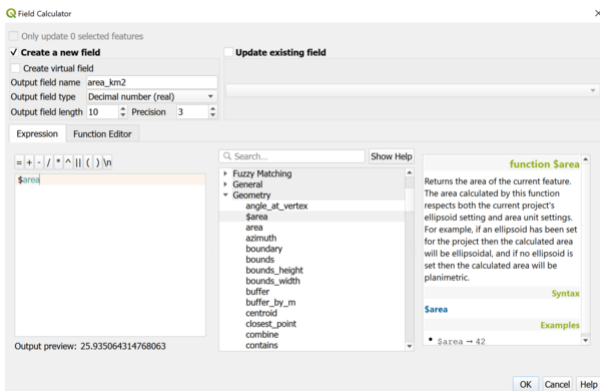 Field Calculator
Only update 0 selected features
Create a new field
Update existing field
Create virtual field
Output field name area_km2
Output field type Decimal number (real)
Output field length 10 Precision 3
Expression Function Editor
= + - / * ^ || ( ) \n
$area
Output preview: 25.935064314768063
Search... Show Help
Fuzzy Matching
General
Geometry
angle_at_vertex
$area
area
azimuth
boundary
bounds
bounds_height
bounds_width
buffer
buffer_by_m
centroid
closest_point
combine
contains
function $area
Returns the area of the current feature.
The area calculated by this function
respects both the current project's
ellipsoid setting and area unit settings.
For example, if an ellipsoid has been set
for the project then the calculated area
will be ellipsoidal, and if no ellipsoid is
set then the calculated area will be
planimetric.
Syntax
$area
Examples
• $area → 42
OK Cancel Help